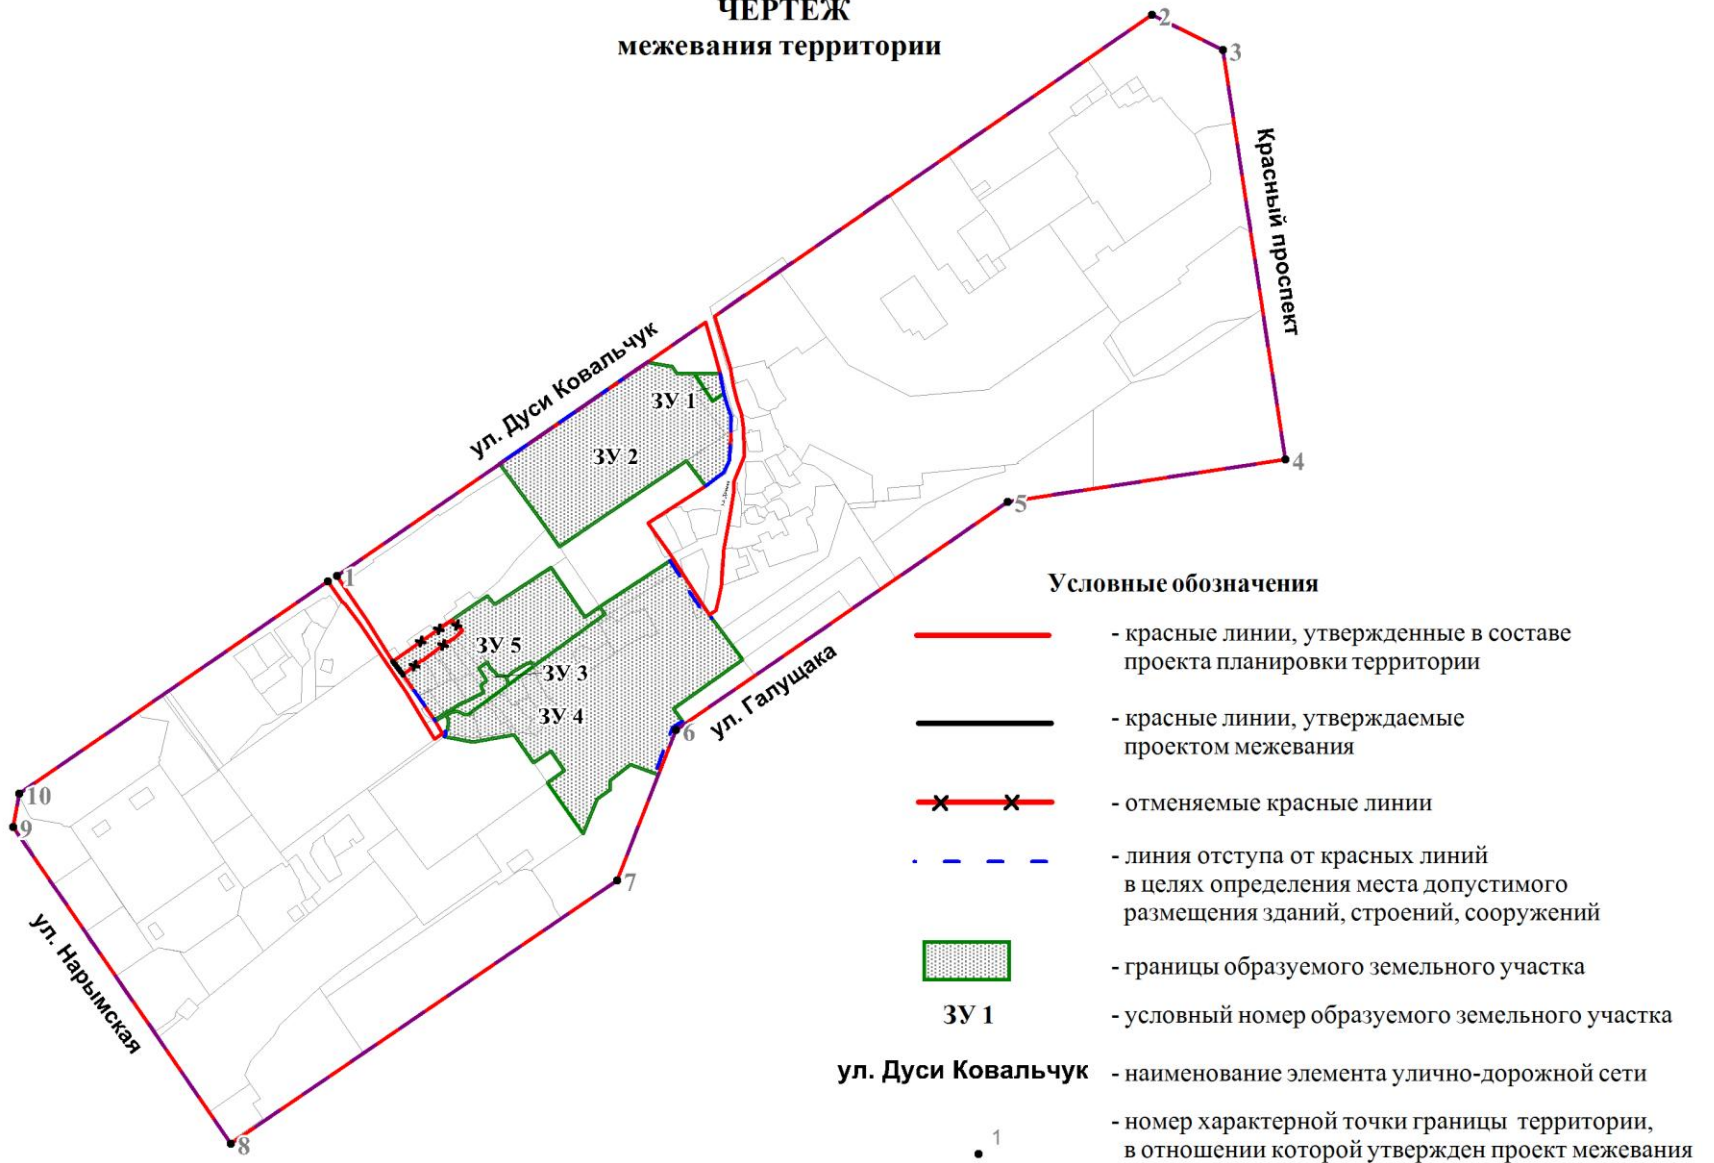 ЧЕРТЕЖ
межевания территории
2
3
Красный проспект
ул. Дуси Ковальчук
ЗУ 1
ЗУ 2
4
5
1
ЗУ 5
ЗУ 3
ЗУ 4
ул. Галущака
6
10
9
7
ул. Нарымская
8
Условные обозначения
- красные линии, утвержденные в составе
проекта планировки территории
- красные линии, утверждаемые
проектом межевания
- отменяемые красные линии
- линия отступа от красных линий
в целях определения места допустимого
размещения зданий, строений, сооружений
- границы образуемого земельного участка
ЗУ 1 - условный номер образуемого земельного участка
ул. Дуси Ковальчук - наименование элемента улично-дорожной сети
1 - номер характерной точки границы территории,
в отношении которой утвержден проект межевания